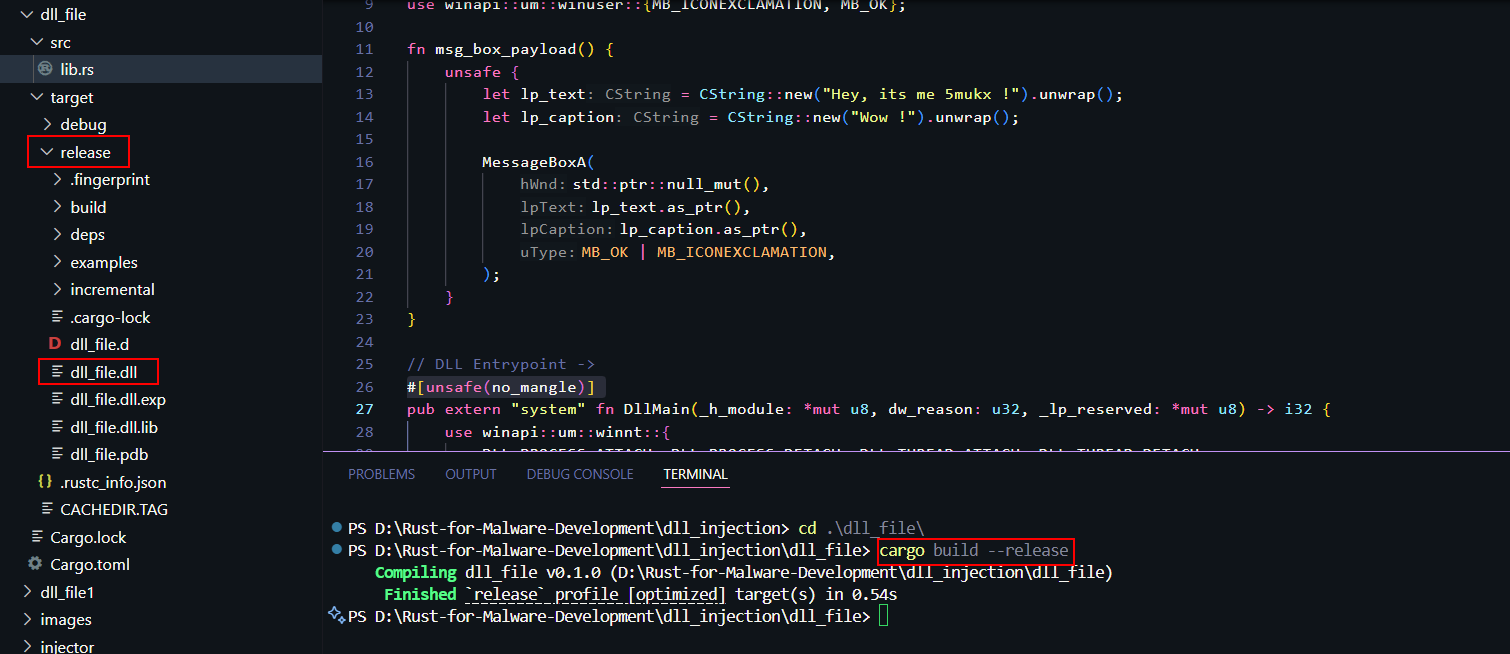 dll_file
src
lib.rs
target
debug
release
.fingerprint
build
deps
examples
incremental
.cargo-lock
D dll_file.d
dll_file.dll
dll_file.dll.exp
dll_file.dll.lib
dll_file.pdb
{} .rustc_info.json
CACHEDIR.TAG
Cargo.lock
Cargo.toml
dll_file1
images
injector
9 use winapi::um::winuser::{MB_ICONEXCLAMATION, MB_OK};
10
11 fn msg_box_payload() {
12 unsafe {
13 let lp_text: CString = CString::new("Hey, its me 5mukx !").unwrap();
14 let lp_caption: CString = CString::new("Wow !").unwrap();
15
16 MessageBoxA(
17 hWnd: std::ptr::null_mut(),
18 lpText: lp_text.as_ptr(),
19 lpCaption: lp_caption.as_ptr(),
20 uType: MB_OK | MB_ICONEXCLAMATION,
21 );
22 }
23 }
24
25 // DLL Entrypoint ->
26 #[unsafe(no_mangle)]
27 pub extern "system" fn DllMain(_h_module: *mut u8, dw_reason: u32, _lp_reserved: *mut u8) -> i32 {
28 use winapi::um::winnt::{
PROBLEMS OUTPUT DEBUG CONSOLE TERMINAL
PS D:\Rust-for-Malware-Development\dll_injection> cd .\dll_file\
PS D:\Rust-for-Malware-Development\dll_injection\dll_file> cargo build --release
Compiling dll_file v0.1.0 (D:\Rust-for-Malware-Development\dll_injection\dll_file)
Finished `release` profile [optimized] target(s) in 0.54s
PS D:\Rust-for-Malware-Development\dll_injection\dll_file>